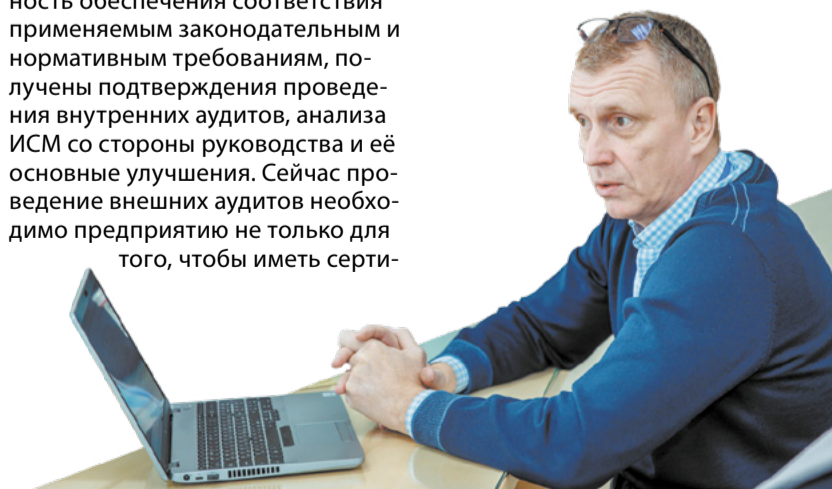 ность обеспечения соответствия
применяемым законодательным и
нормативным требованиям, по-
лучены подтверждения проведе-
ния внутренних аудитов, анализа
ИСМ со стороны руководства и её
основные улучшения. Сейчас про-
ведение внешних аудитов необхо-
димо предприятию не только для
того, чтобы иметь серти-